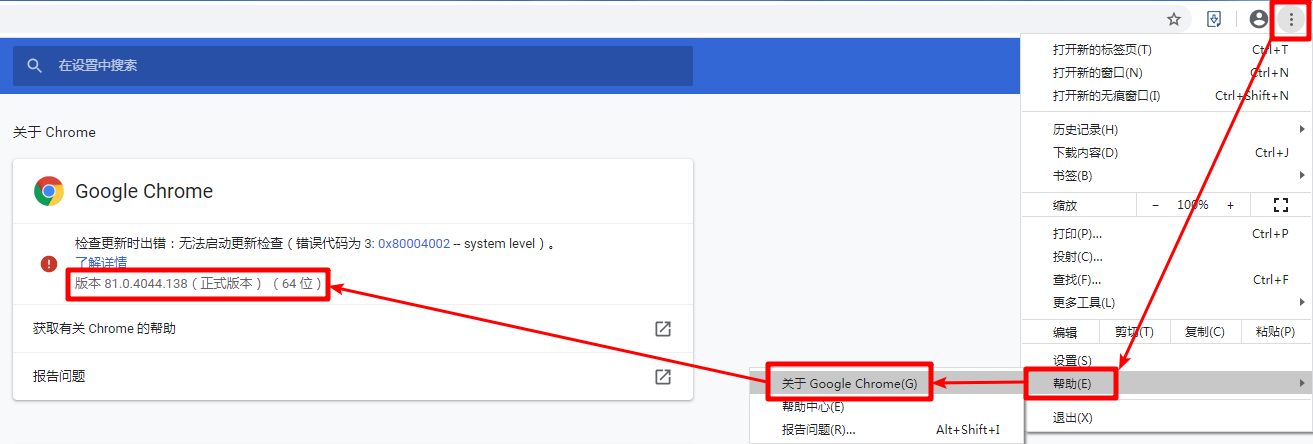 在设置中搜索
关于 Chrome
Google Chrome
检查更新时出错：无法启动更新检查（错误代码为 3: 0x80004002 -- system level）。
了解详情
版本 81.0.4044.138（正式版本）（64 位）
获取有关 Chrome 的帮助
报告问题
打开新的标签页(T) Ctrl+T
打开新的窗口(N) Ctrl+N
打开新的无痕窗口(I) Ctrl+Shift+N
历史记录(H)
下载内容(D) Ctrl+J
书签(B)
缩放 − 100% +
打印(P)... Ctrl+P
投射(C)...
查找(F)... Ctrl+F
更多工具(L)
编辑 剪切(T) 复制(C) 粘贴(P)
设置(S)
帮助(E)
退出(X)
关于 Google Chrome(G)
帮助中心(E)
报告问题(R)... Alt+Shift+I